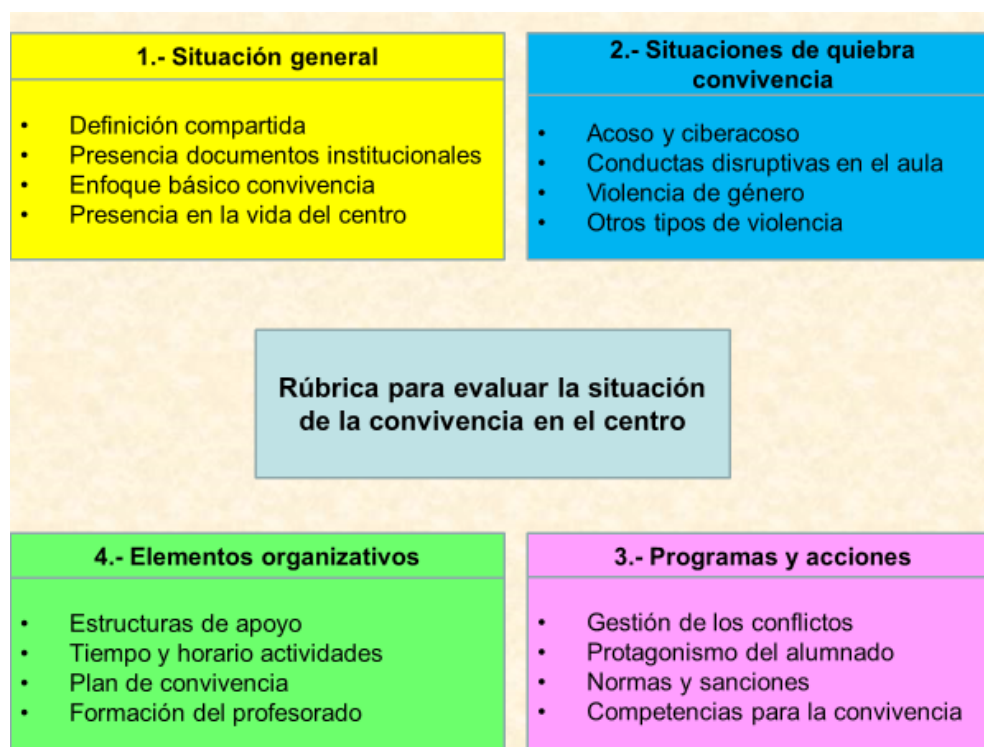 1.- Situación general
• Definición compartida
• Presencia documentos institucionales
• Enfoque básico convivencia
• Presencia en la vida del centro
2.- Situaciones de quiebra
convivencia
• Acoso y ciberacoso
• Conductas disruptivas en el aula
• Violencia de género
• Otros tipos de violencia
Rúbrica para evaluar la situación
de la convivencia en el centro
4.- Elementos organizativos
• Estructuras de apoyo
• Tiempo y horario actividades
• Plan de convivencia
• Formación del profesorado
3.- Programas y acciones
• Gestión de los conflictos
• Protagonismo del alumnado
• Normas y sanciones
• Competencias para la convivencia